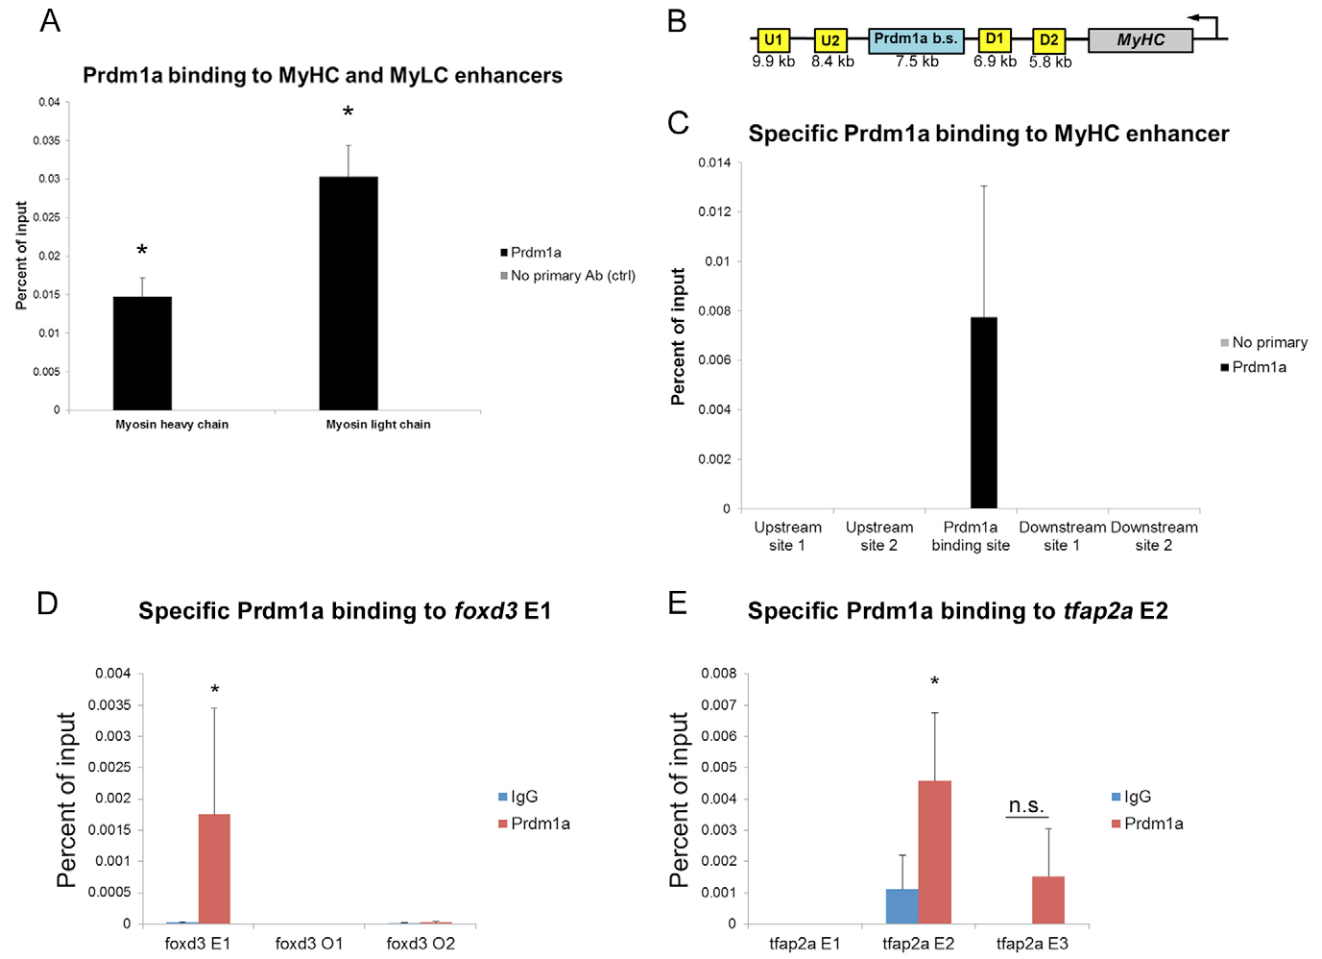 A
Prdm1a binding to MyHC and MyLC enhancers
Percent of input
0.04
0.035
0.03
0.025
0.02
0.015
0.01
0.005
0
*
*
Myosin heavy chain
Myosin light chain
Prdm1a
No primary Ab (ctrl)
B
U1 U2 Prdm1a b.s. D1 D2 MyHC
9.9 kb 8.4 kb 7.5 kb 6.9 kb 5.8 kb
C
Specific Prdm1a binding to MyHC enhancer
Percent of input
0.014
0.012
0.01
0.008
0.006
0.004
0.002
0
Upstream
site 1
Upstream
site 2
Prdm1a
binding site
Downstream
site 1
Downstream
site 2
No primary
Prdm1a
D
Specific Prdm1a binding to foxd3 E1
Percent of input
0.004
0.0035
0.003
0.0025
0.002
0.0015
0.001
0.0005
0
*
foxd3 E1
foxd3 O1
foxd3 O2
IgG
Prdm1a
E
Specific Prdm1a binding to tfap2a E2
Percent of input
0.008
0.007
0.006
0.005
0.004
0.003
0.002
0.001
0
*
n.s.
tfap2a E1
tfap2a E2
tfap2a E3
IgG
Prdm1a